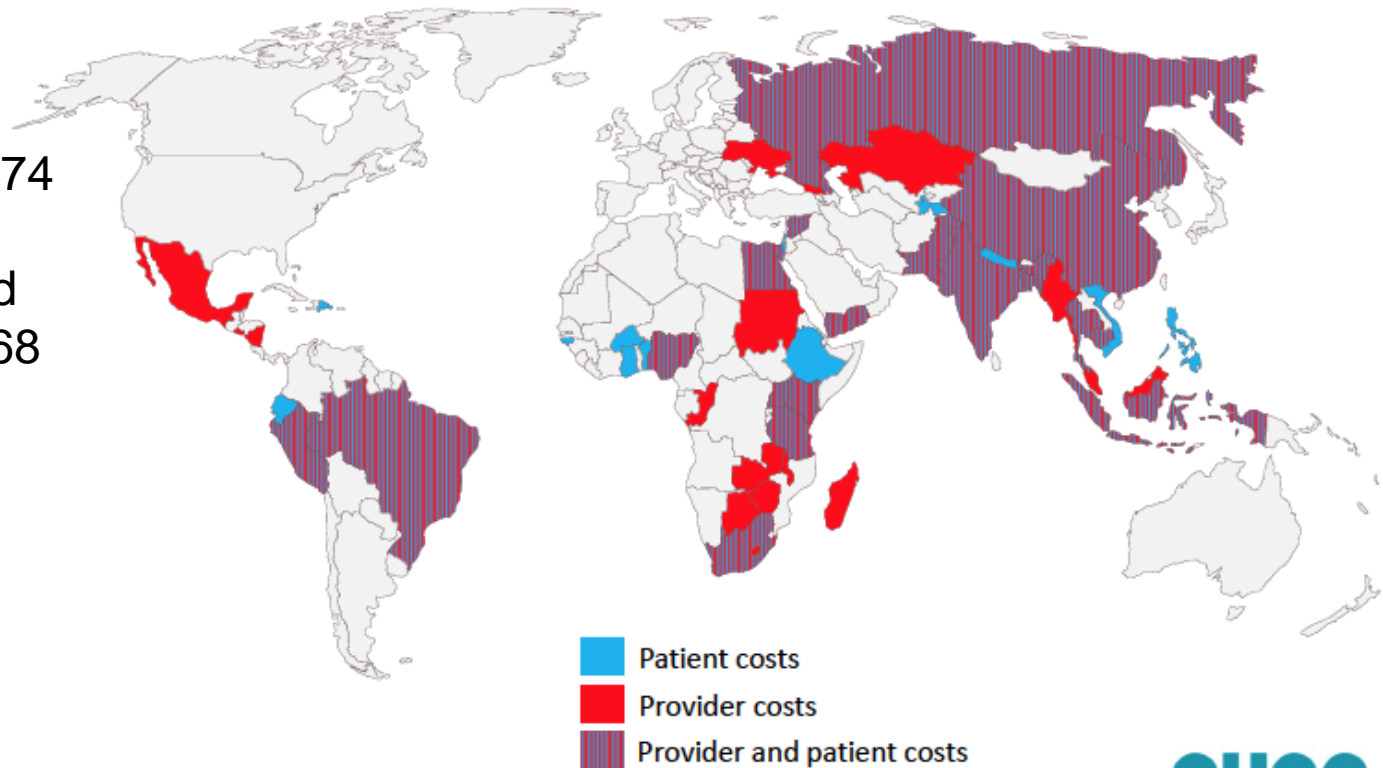 74
d
68
Patient costs
Provider costs
Provider and patient costs